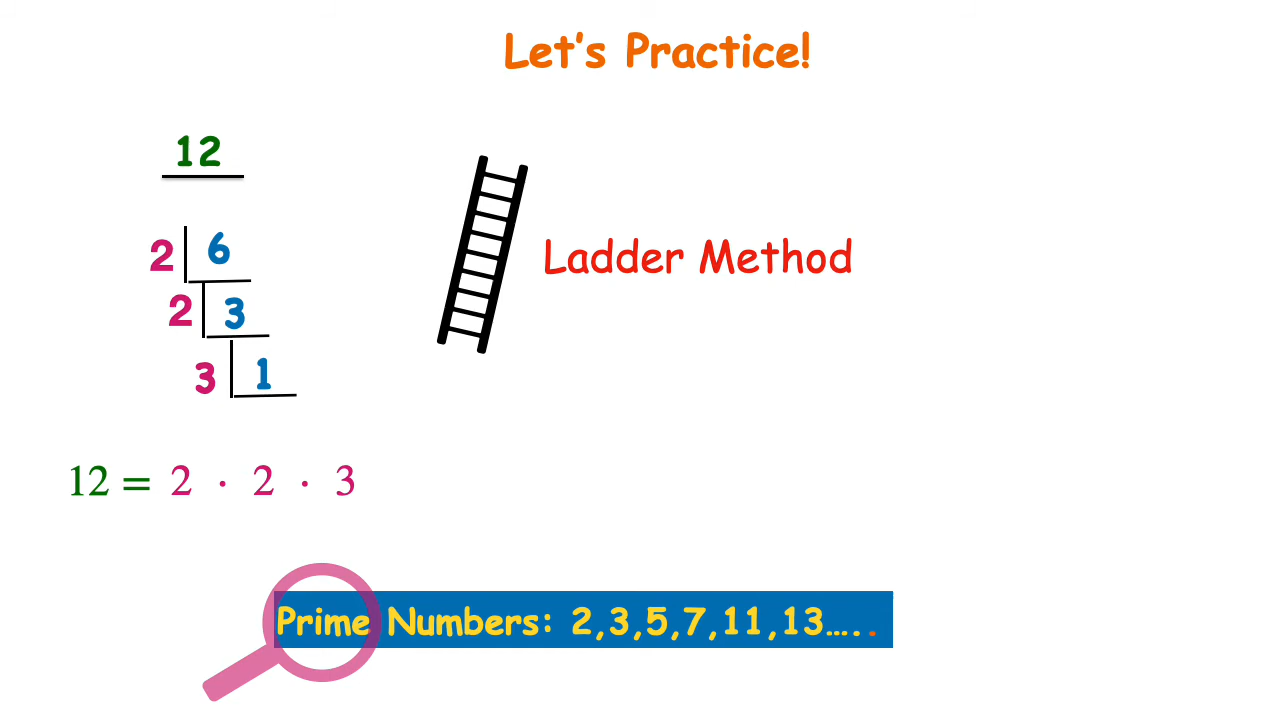 Let's Practice!
12
2 6
2 3
3 1
Ladder Method
12 = 2 · 2 · 3
Prime Numbers: 2,3,5,7,11,13.....